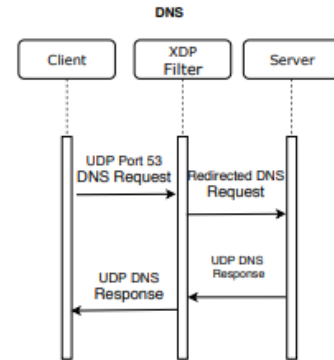 DNS
Client
XDP
Filter
Server
UDP Port 53
DNS Request
Redirected DNS
Request
UDP DNS
Response
UDP DNS
Response